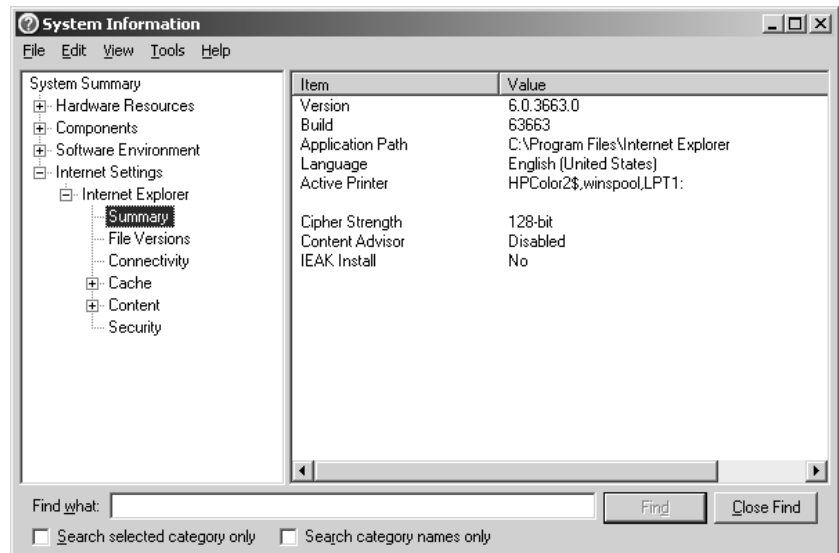 System Information
File Edit View Tools Help
System Summary
Hardware Resources
Components
Software Environment
Internet Settings
Internet Explorer
Summary
File Versions
Connectivity
Cache
Content
Security
Item Value
Version 6.0.3663.0
Build 63663
Application Path C:\Program Files\Internet Explorer
Language English (United States)
Active Printer HPColor2$,winspool,LPT1:
Cipher Strength 128-bit
Content Advisor Disabled
IEAK Install No
Find what: Find Close Find
Search selected category only Search category names only